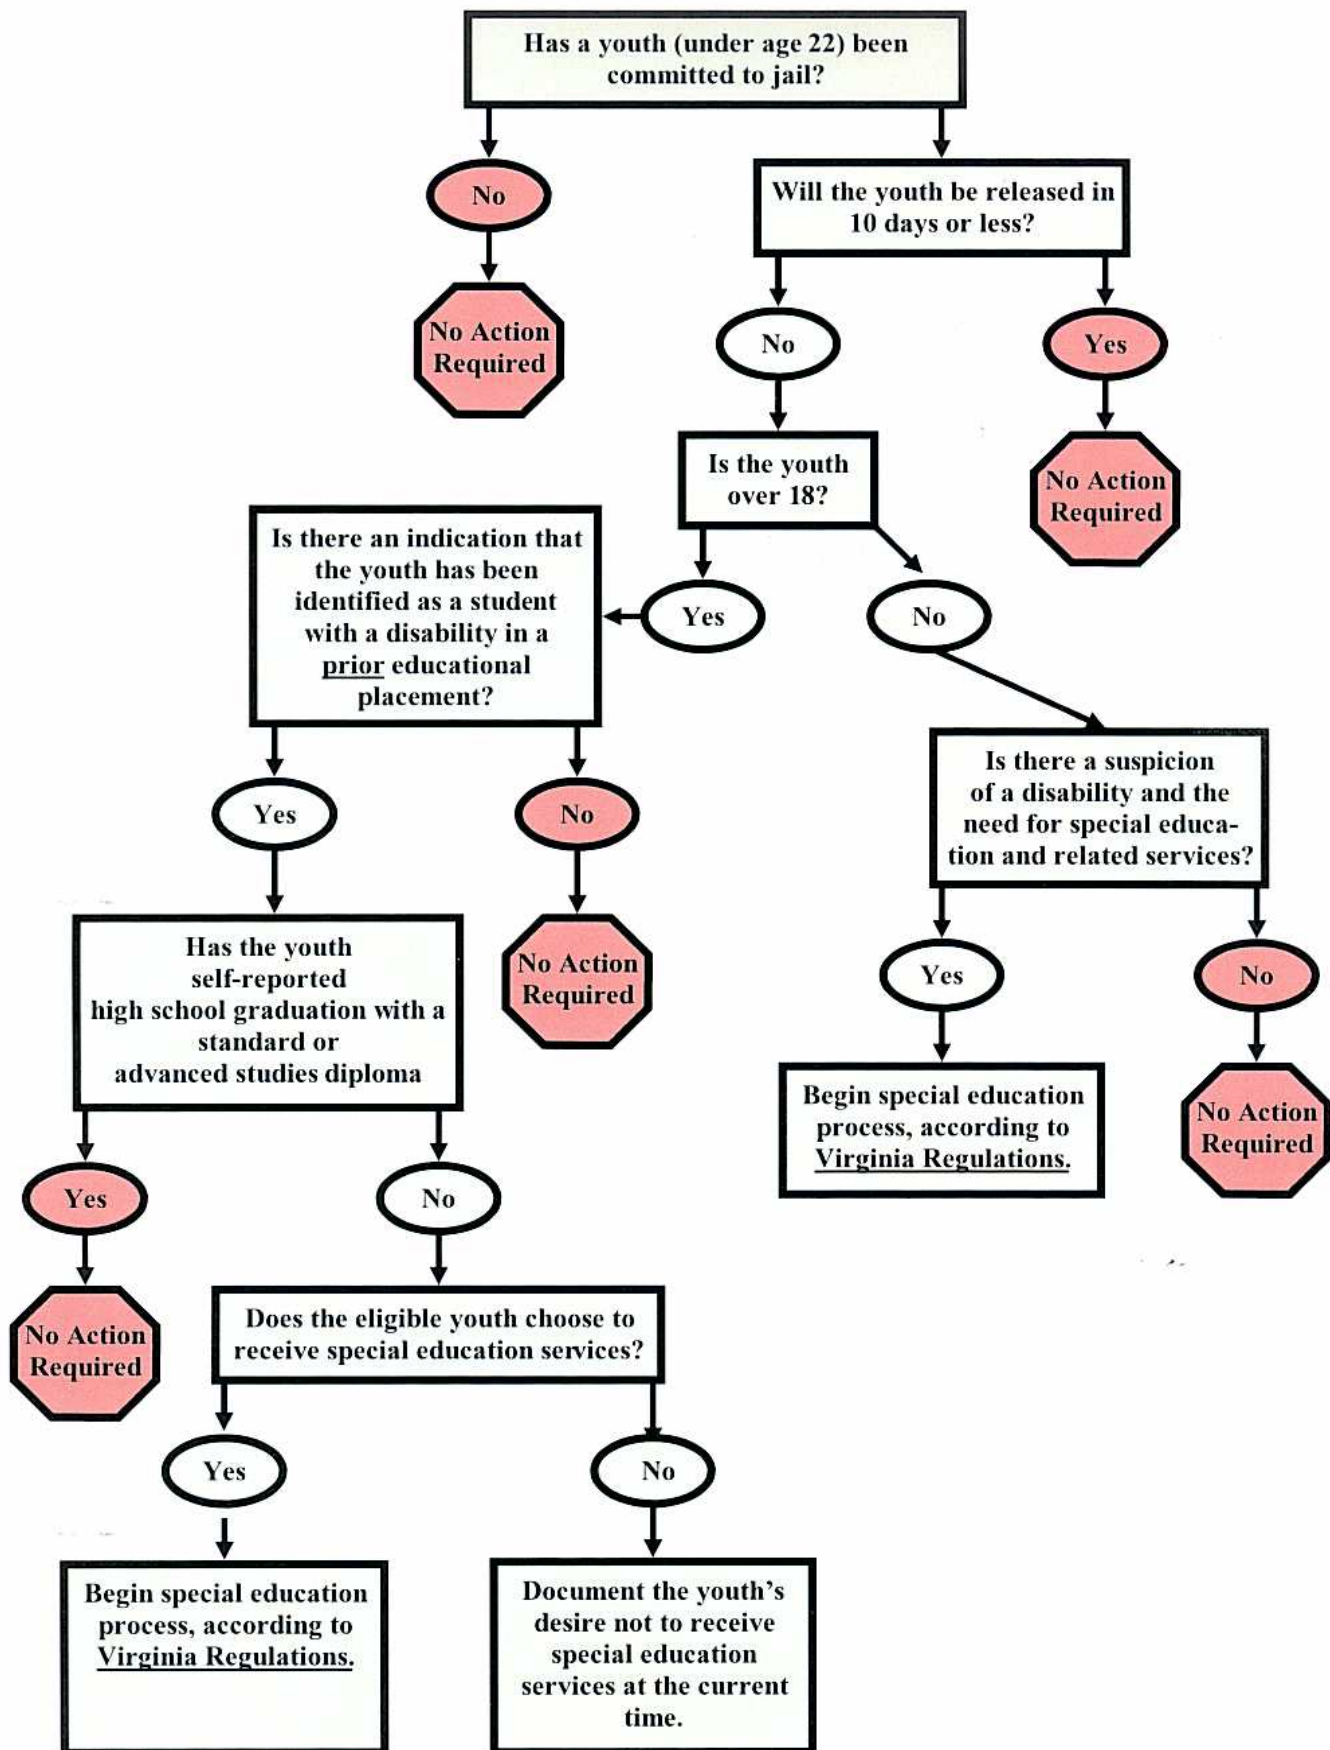 Has a youth (under age 22) been
committed to jail?
No
No Action
Required
Will the youth be released in
10 days or less?
No
Yes
No Action
Required
Is the youth
over 18?
Yes
No
Is there an indication that
the youth has been
identified as a student
with a disability in a
prior educational
placement?
Yes
No
No Action
Required
Is there a suspicion
of a disability and the
need for special educa-
tion and related services?
Yes
No
Begin special education
process, according to
Virginia Regulations.
No Action
Required
Has the youth
self-reported
high school graduation with a
standard or
advanced studies diploma
Yes
No
No Action
Required
Does the eligible youth choose to
receive special education services?
Yes
No
Begin special education
process, according to
Virginia Regulations.
Document the youth’s
desire not to receive
special education
services at the current
time.